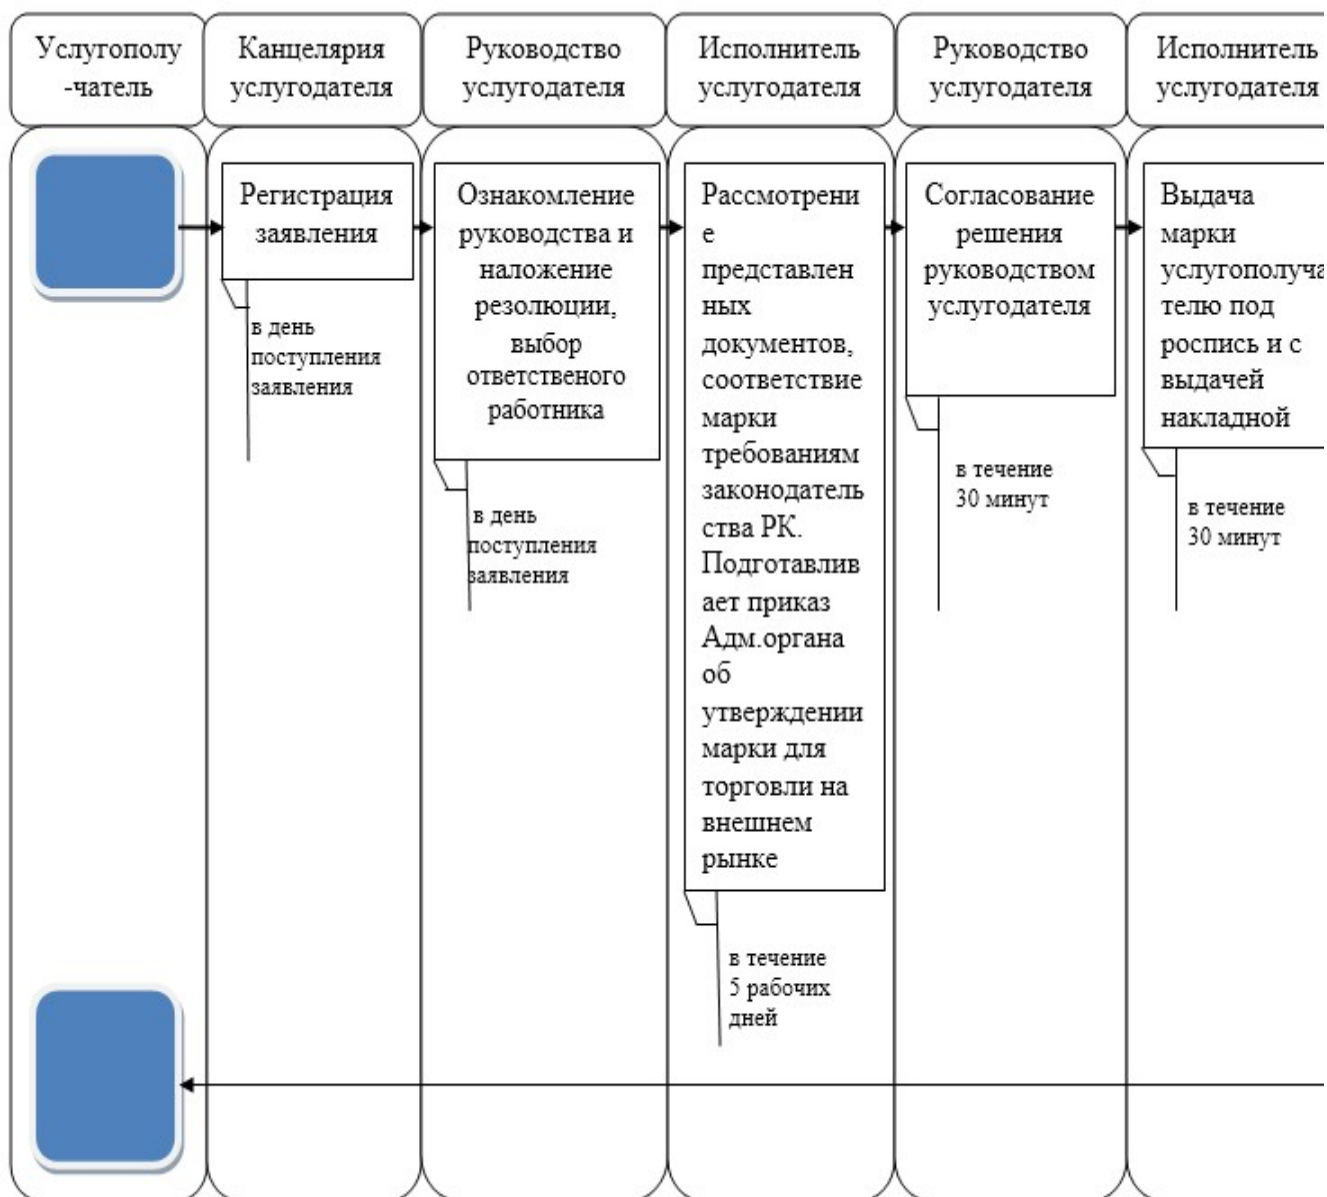 Услугополу
-чатель
Канцелярия
услугодателя
Руководство
услугодателя
Исполнитель
услугодателя
Руководство
услугодателя
Исполнитель
услугодателя
Регистрация
заявления
в день
поступления
заявления
Ознакомление
руководства и
наложение
резолюции,
выбор
ответственого
работника
в день
поступления
заявления
Рассмотрени
е
представлен
ных
документов,
соответствие
марки
требованиям
законодатель
ства РК.
Подготавлив
ает приказ
Адм.органа
об
утверждении
марки для
торговли на
внешнем
рынке
в течение
5 рабочих
дней
Согласование
решения
руководством
услугодателя
в течение
30 минут
Выдача
марки
услугополуча
телю под
роспись и с
выдачей
накладной
в течение
30 минут